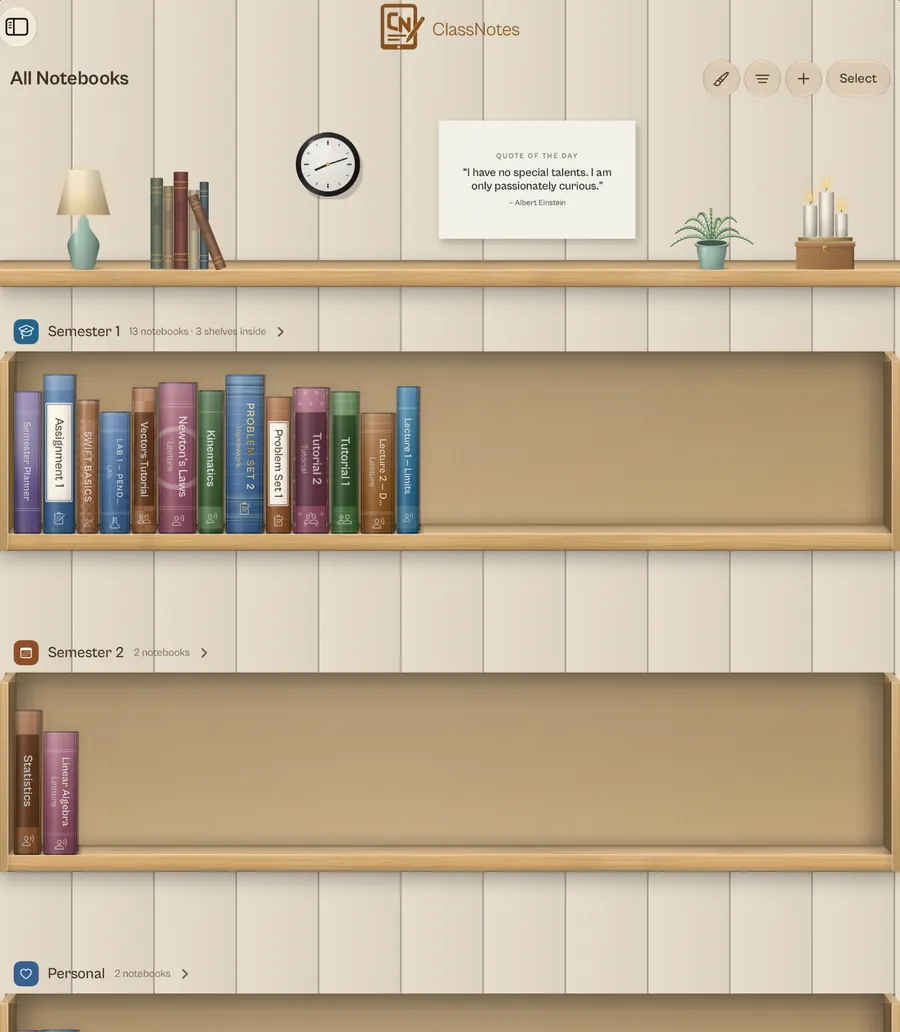 CN
ClassNotes
All Notebooks
Select
QUOTE OF THE DAY
“I have no special talents. I am
only passionately curious.”
– Albert Einstein
Semester 1 13 notebooks · 3 shelves inside
Semester Planner
Assignment 1
SWIFT BASICS
LAB 1 – PEND…
Lab
Vectors Tutorial
Newton's Laws
Lecture
Kinematics
PROBLEM SET 2
Homework
Problem Set 1
Tutorial 2
Tutorial
Tutorial 1
Lecture 2 – D…
Lecture
Lecture 1 – Limits
Semester 2 2 notebooks
Statistics
Linear Algebra
Lecture
Personal 2 notebooks